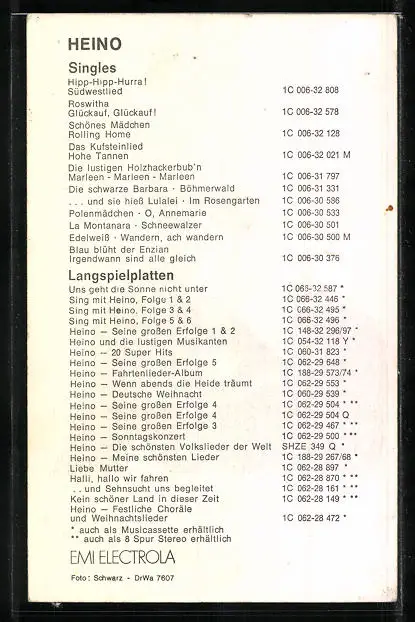 HEINO
Singles
Hipp-Hipp-Hurra!
Südwestlied 1C 006-32 808
Roswitha
Glückauf, Glückauf! 1C 006-32 578
Schönes Mädchen
Rolling Home 1C 006-32 128
Das Kufsteinlied
Hohe Tannen 1C 006-32 021 M
Die lustigen Holzhackerbub'n
Marleen - Marleen - Marleen 1C 006-31 797
Die schwarze Barbara · Böhmerwald 1C 006-31 331
. . . und sie hieß Lulalei · Im Rosengarten 1C 006-30 586
Polenmädchen · O, Annemarie 1C 006-30 533
La Montanara · Schneewalzer 1C 006-30 501
Edelweiß · Wandern, ach wandern 1C 006-30 500 M
Blau blüht der Enzian
Irgendwann sind alle gleich 1C 006-30 376
Langspielplatten
Uns geht die Sonne nicht unter 1C 066-32 587 *
Sing mit Heino, Folge 1 & 2 1C 066-32 446 *
Sing mit Heino, Folge 3 & 4 1C 066-32 495 *
Sing mit Heino, Folge 5 & 6 1C 066-32 496 *
Heino – Seine großen Erfolge 1 & 2 1C 148-32 296/97 *
Heino und die lustigen Musikanten 1C 054-32 118 Y *
Heino – 20 Super Hits 1C 060-31 823 *
Heino – Seine großen Erfolge 5 1C 062-29 648 *
Heino – Fahrtenlieder-Album 1C 188-29 573/74 *
Heino – Wenn abends die Heide träumt 1C 062-29 553 *
Heino – Deutsche Weihnacht 1C 060-29 539 *
Heino – Seine großen Erfolge 4 1C 062-29 504 * **
Heino – Seine großen Erfolge 4 1C 062-29 504 Q
Heino – Seine großen Erfolge 3 1C 062-29 467 * **
Heino – Sonntagskonzert 1C 062-29 500 * **
Heino – Die schönsten Volkslieder der Welt SHZE 349 Q *
Heino – Meine schönsten Lieder 1C 188-29 267/68 *
Liebe Mutter 1C 062-28 897 *
Halli, hallo wir fahren 1C 062-28 870 * **
. . und Sehnsucht uns begleitet 1C 062-28 161 * **
Kein schöner Land in dieser Zeit 1C 062-28 149 * **
Heino – Festliche Choräle
und Weihnachtslieder 1C 062-28 472 *
* auch als Musicassette erhältlich
** auch als 8 Spur Stereo erhältlich
EMI ELECTROLA
Foto: Schwarz - DrWa 7607